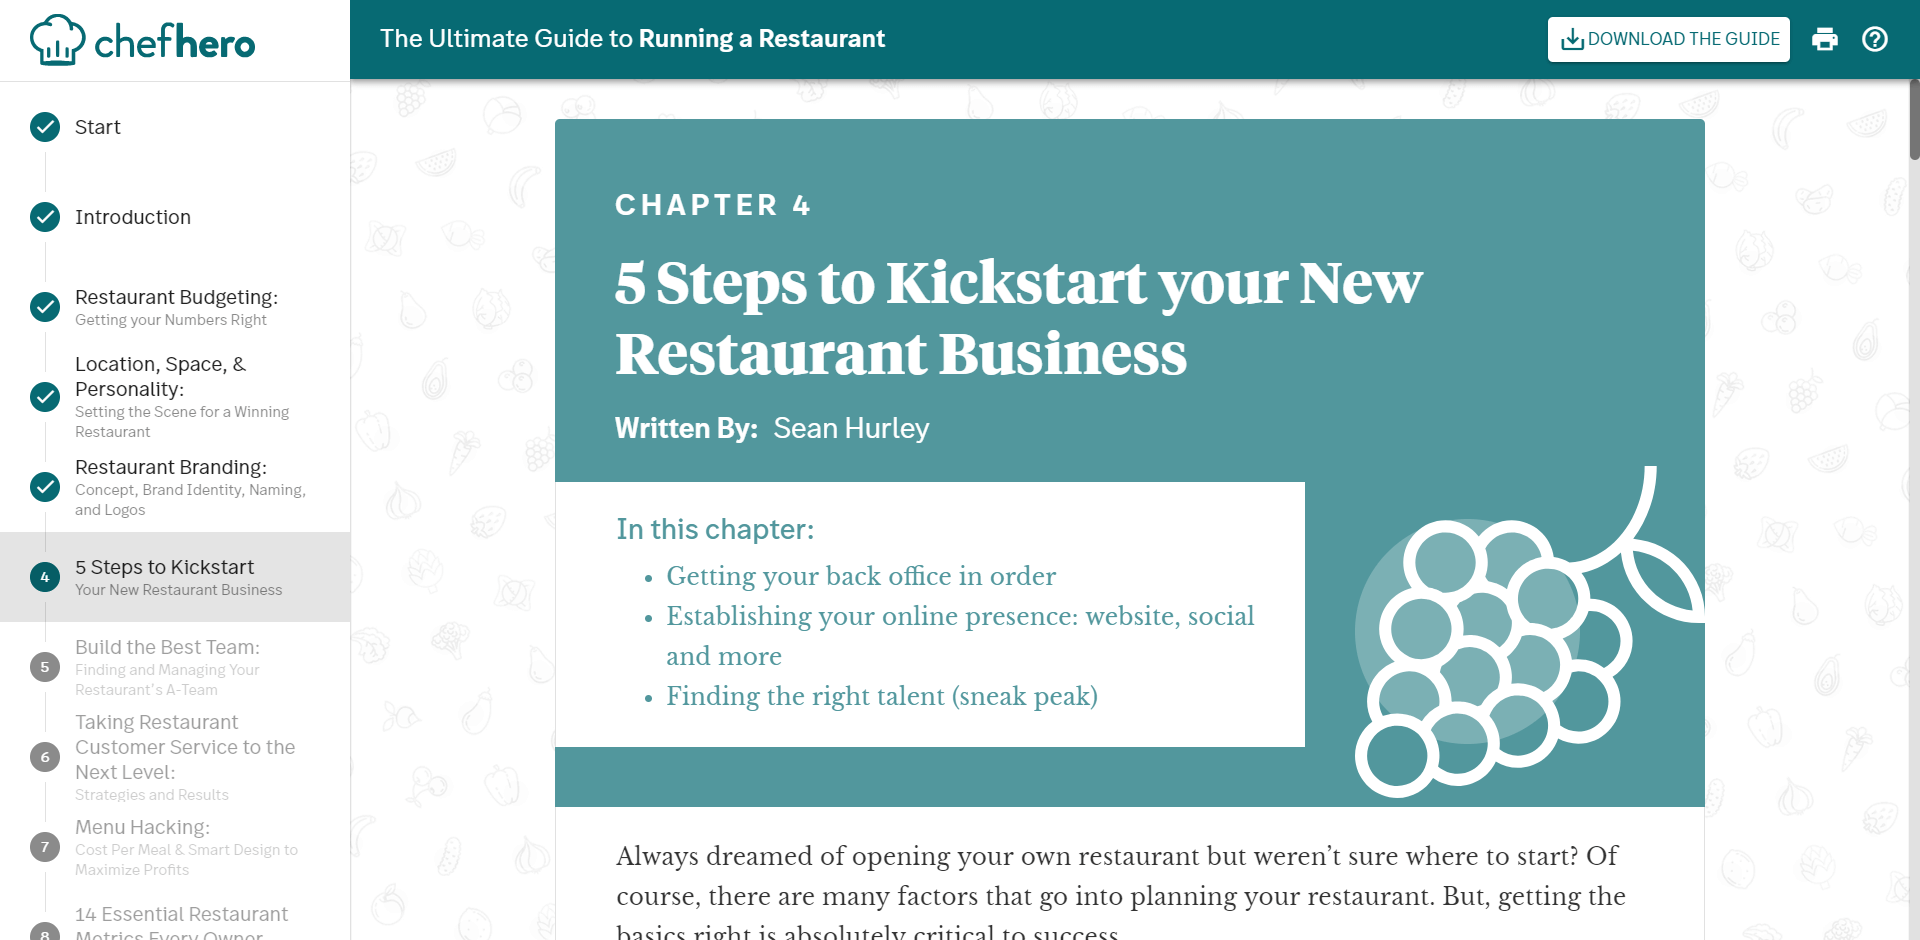 chefhero
The Ultimate Guide to Running a Restaurant
DOWNLOAD THE GUIDE
Start
Introduction
Restaurant Budgeting:
Getting your Numbers Right
Location, Space, &
Personality:
Setting the Scene for a Winning
Restaurant
Restaurant Branding:
Concept, Brand Identity, Naming,
and Logos
4
5 Steps to Kickstart
Your New Restaurant Business
5
Build the Best Team:
Finding and Managing Your
Restaurant's A-Team
6
Taking Restaurant
Customer Service to the
Next Level:
Strategies and Results
7
Menu Hacking:
Cost Per Meal & Smart Design to
Maximize Profits
8
14 Essential Restaurant
Metrics Every Owner
CHAPTER 4
5 Steps to Kickstart your New
Restaurant Business
Written By: Sean Hurley
In this chapter:
• Getting your back office in order
• Establishing your online presence: website, social
and more
• Finding the right talent (sneak peak)
Always dreamed of opening your own restaurant but weren't sure where to start? Of
course, there are many factors that go into planning your restaurant. But, getting the
basics right is absolutely critical to success.